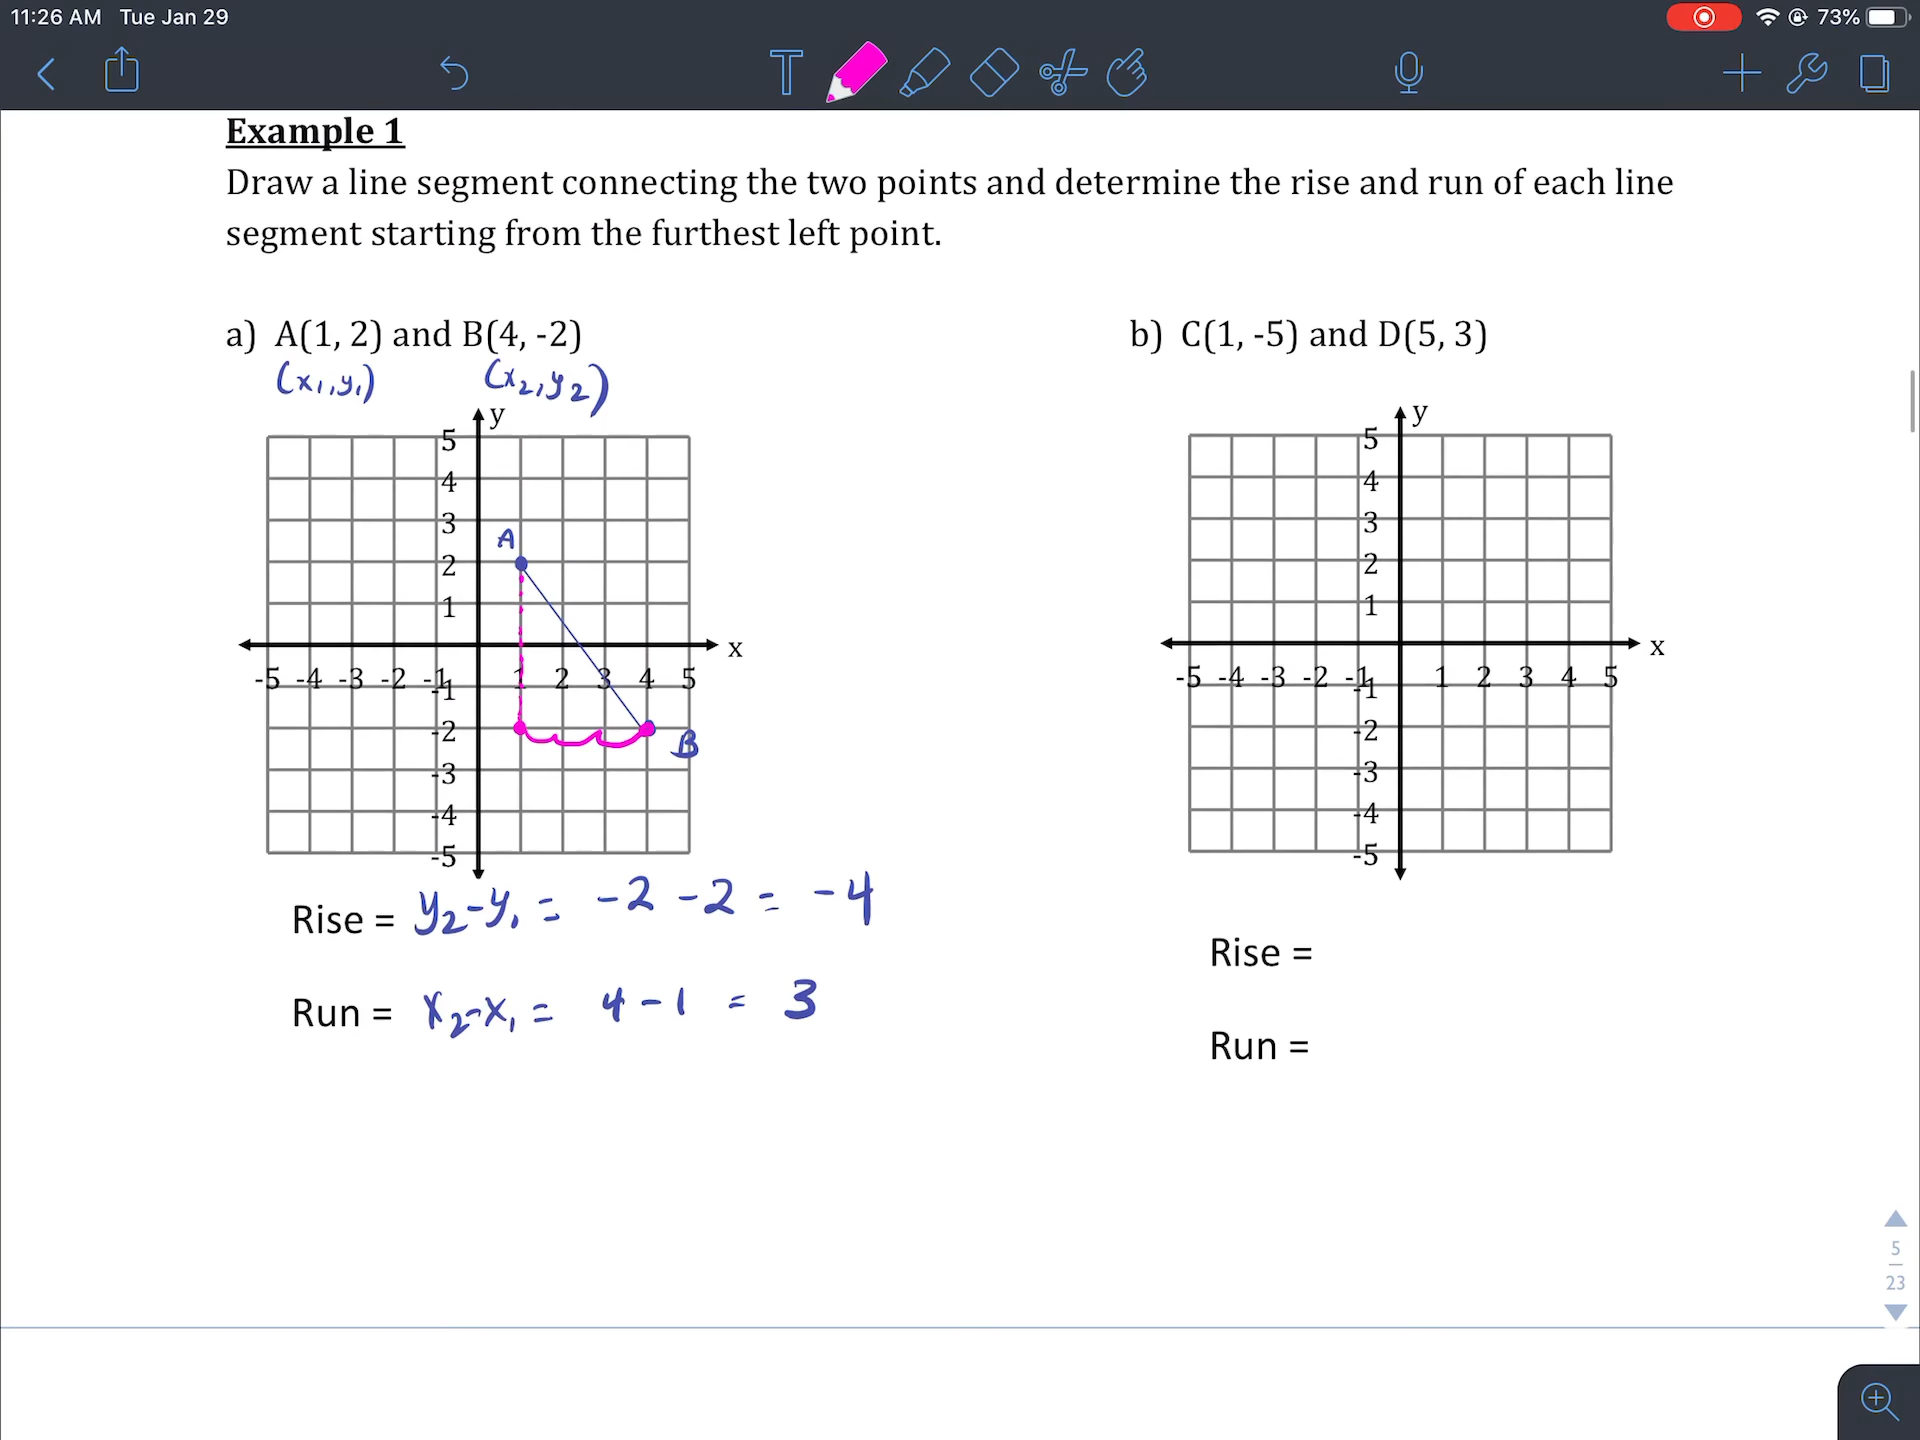 11:26 AM Tue Jan 29
73%
T
Example 1
Draw a line segment connecting the two points and determine the rise and run of each line
segment starting from the furthest left point.
a) A(1, 2) and B(4, -2)
(x₁,y₁) (x₂,y₂)
y
5
4
3
2
1
-5 -4 -3 -2 -1 1 2 3 4 5 x
-1
-2
-3
-4
-5
A
B
Rise = y₂-y₁ = -2 -2 = -4
Run = x₂-x₁ = 4 - 1 = 3
b) C(1, -5) and D(5, 3)
y
5
4
3
2
1
-5 -4 -3 -2 -1 1 2 3 4 5 x
-1
-2
-3
-4
-5
Rise =
Run =
5
23